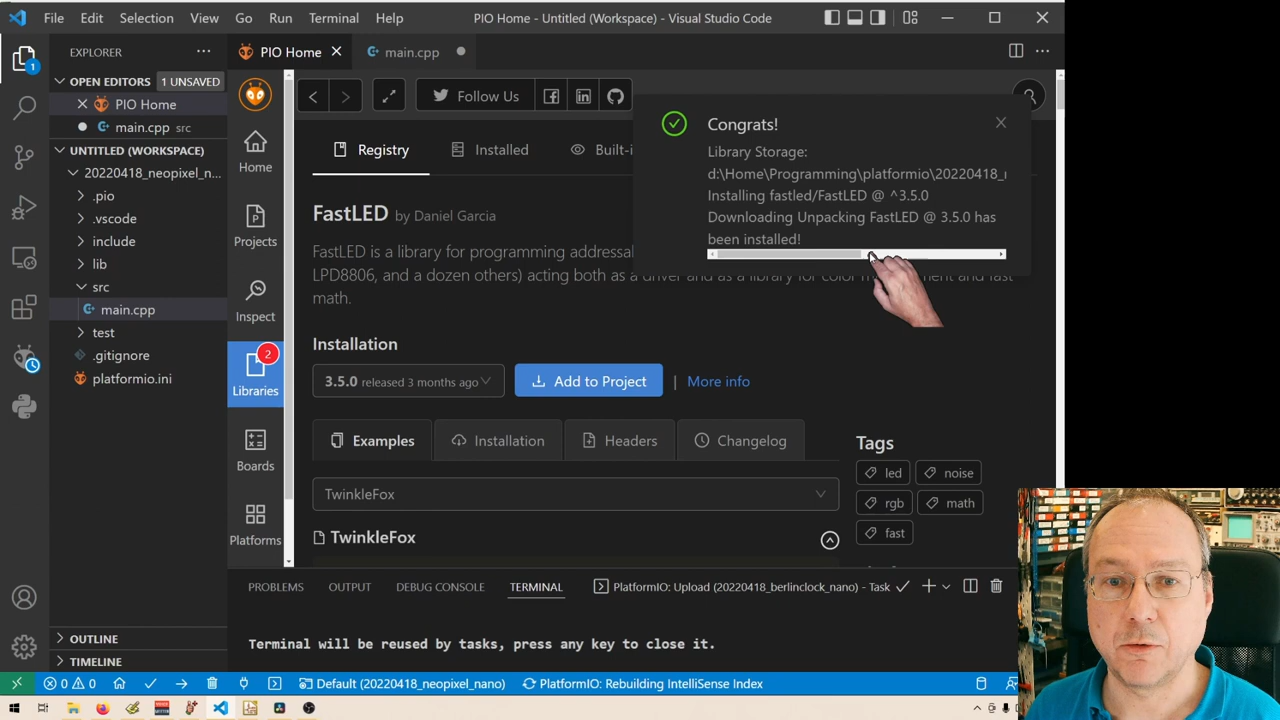 File Edit Selection View Go Run Terminal Help
PIO Home - Untitled (Workspace) - Visual Studio Code
EXPLORER
OPEN EDITORS 1 UNSAVED
PIO Home
main.cpp src
UNTITLED (WORKSPACE)
20220418_neopixel_n...
.pio
.vscode
include
lib
src
main.cpp
test
.gitignore
platformio.ini
OUTLINE
TIMELINE
1
PIO Home
main.cpp
Home
Projects
Inspect
2
Libraries
Boards
Platforms
Follow Us
Registry
Installed
Built-i
FastLED by Daniel Garcia
FastLED is a library for programming addressa
LPD8806, and a dozen others) acting both as a driver and as a library for color m ement and fast
math.
Congrats!
Library Storage:
d:\Home\Programming\platformio\20220418_
Installing fastled/FastLED @ ^3.5.0
Downloading Unpacking FastLED @ 3.5.0 has
been installed!
Installation
3.5.0 released 3 months ago
Add to Project
| More info
Examples
Installation
Headers
Changelog
TwinkleFox
TwinkleFox
Tags
led
noise
rgb
math
fast
PROBLEMS OUTPUT DEBUG CONSOLE TERMINAL
PlatformIO: Upload (20220418_berlinclock_nano) - Task
Terminal will be reused by tasks, press any key to close it.
0 0
Default (20220418_neopixel_nano)
PlatformIO: Rebuilding IntelliSense Index